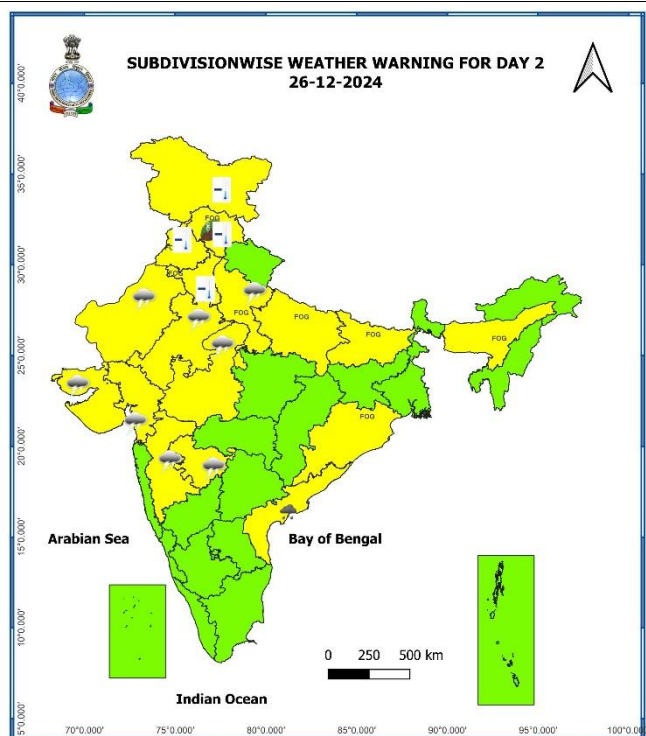 SUBDIVISIONWISE WEATHER WARNING FOR DAY 2
26-12-2024
40°0.000'
35°0.000'
30°0.000'
25°0.000'
20°0.000'
15°0.000'
10°0.000'
5°0.000'
FOG
FOG
FOG
FOG
FOG
FOG
FOG
Arabian Sea
Bay of Bengal
0 250 500 km
Indian Ocean
70°0.000' 75°0.000' 80°0.000' 85°0.000' 90°0.000' 95°0.000' 100°0.000'